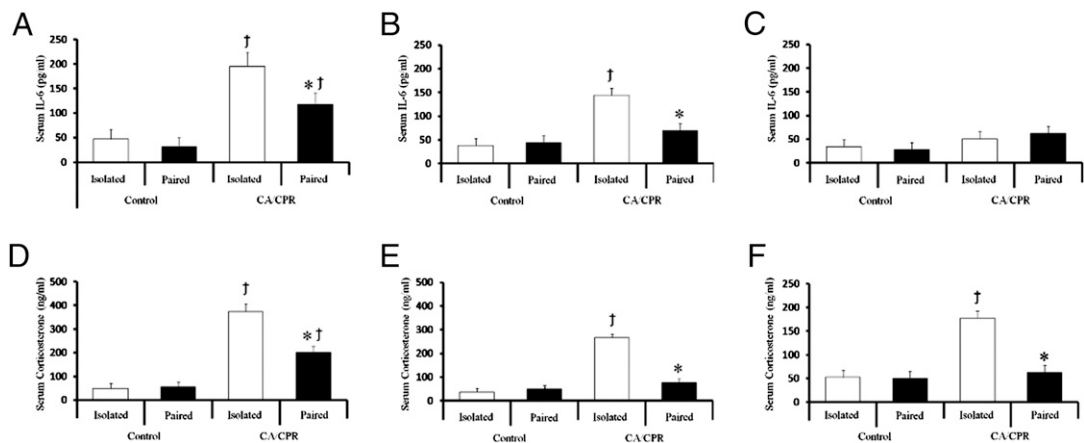 A
B
C
Serum IL-6 (pg/ml)
250
200
150
100
50
0
†
*†
Isolated Paired Isolated Paired
Control CA/CPR
Serum IL-6 (pg/ml)
250
200
150
100
50
0
†
*
Isolated Paired Isolated Paired
Control CA/CPR
Serum IL-6 (pg/ml)
250
200
150
100
50
0
Isolated Paired Isolated Paired
Control CA/CPR
D
E
F
Serum Corticosterone (ng/ml)
500
400
300
200
100
0
†
*†
Isolated Paired Isolated Paired
Control CA/CPR
Serum Corticosterone (ng/ml)
500
400
300
200
100
0
†
*
Isolated Paired Isolated Paired
Control CA/CPR
Serum Corticosterone (ng/ml)
250
200
150
100
50
0
†
*
Isolated Paired Isolated Paired
Control CA/CPR